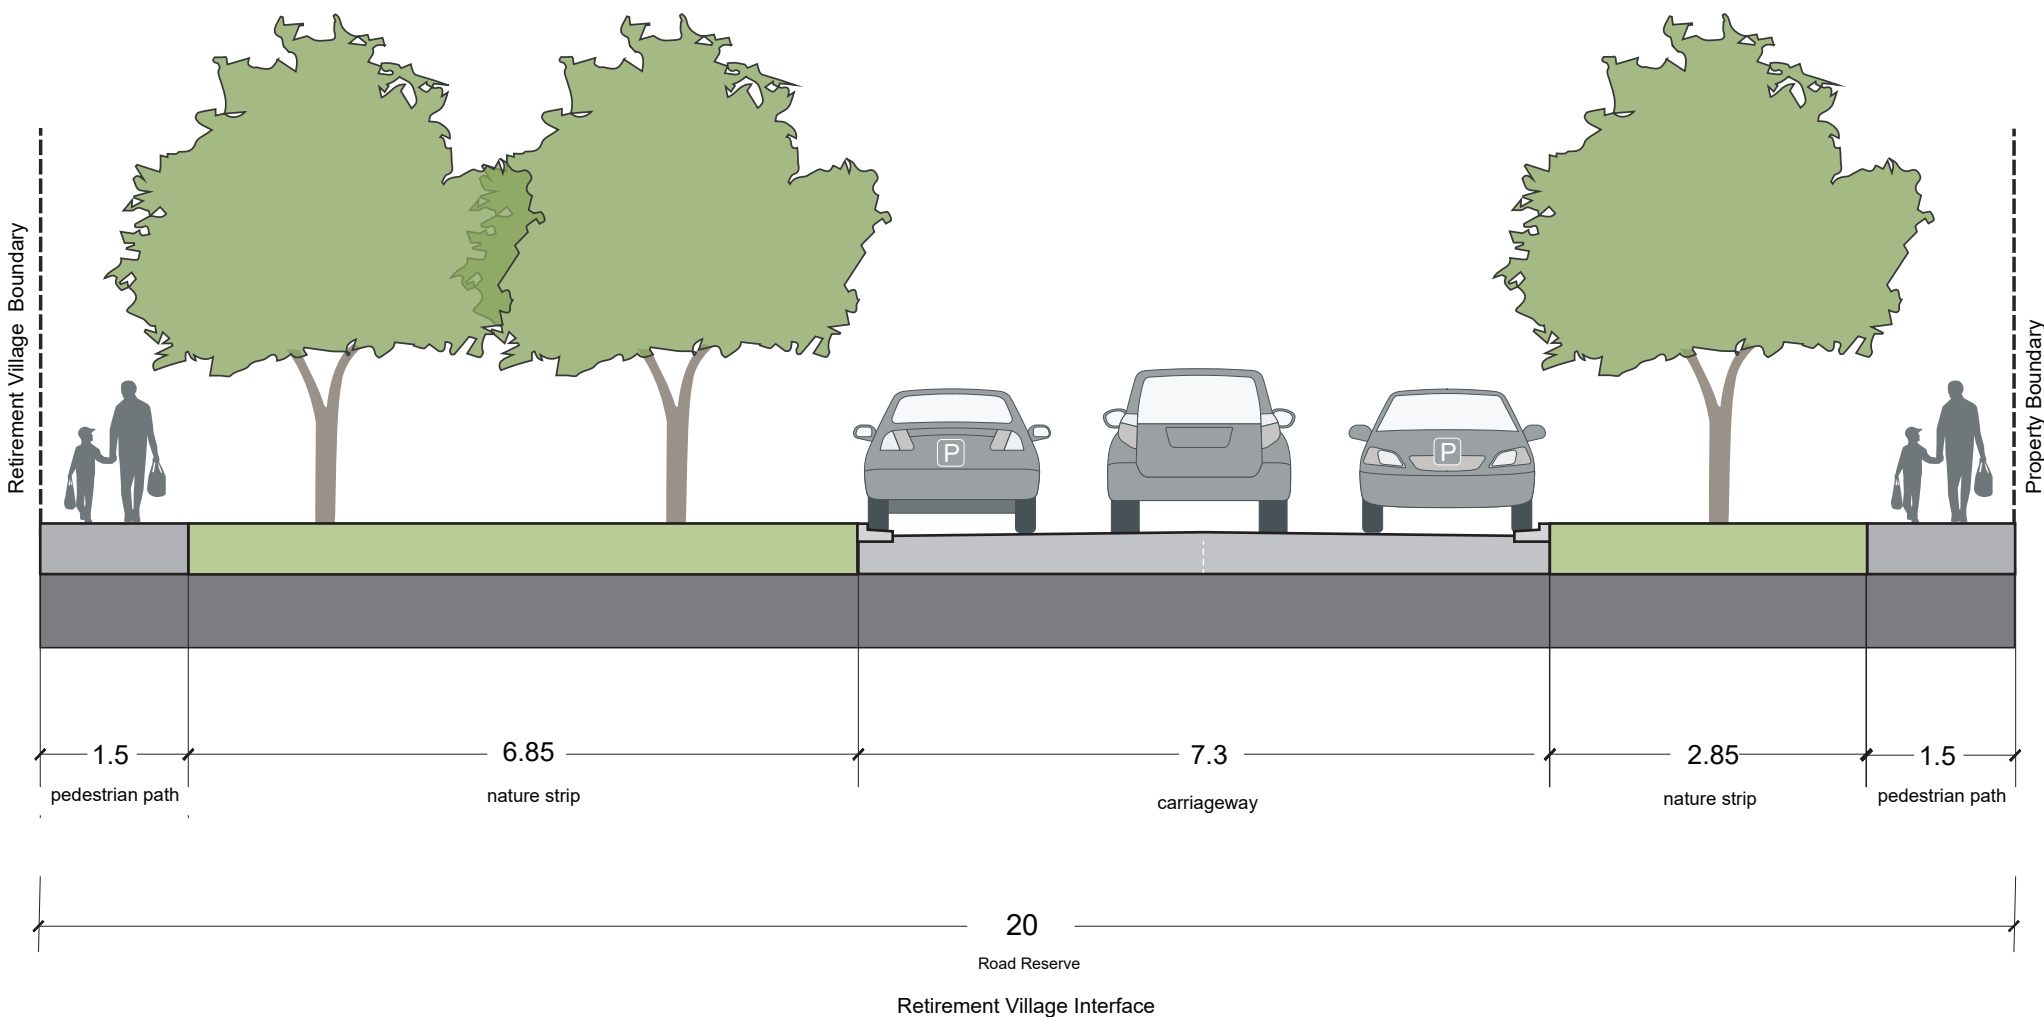 Retirement Village Boundary
Property Boundary
P
P
1.5
6.85
7.3
2.85
1.5
pedestrian path
nature strip
carriageway
nature strip
pedestrian path
20
Road Reserve
Retirement Village Interface